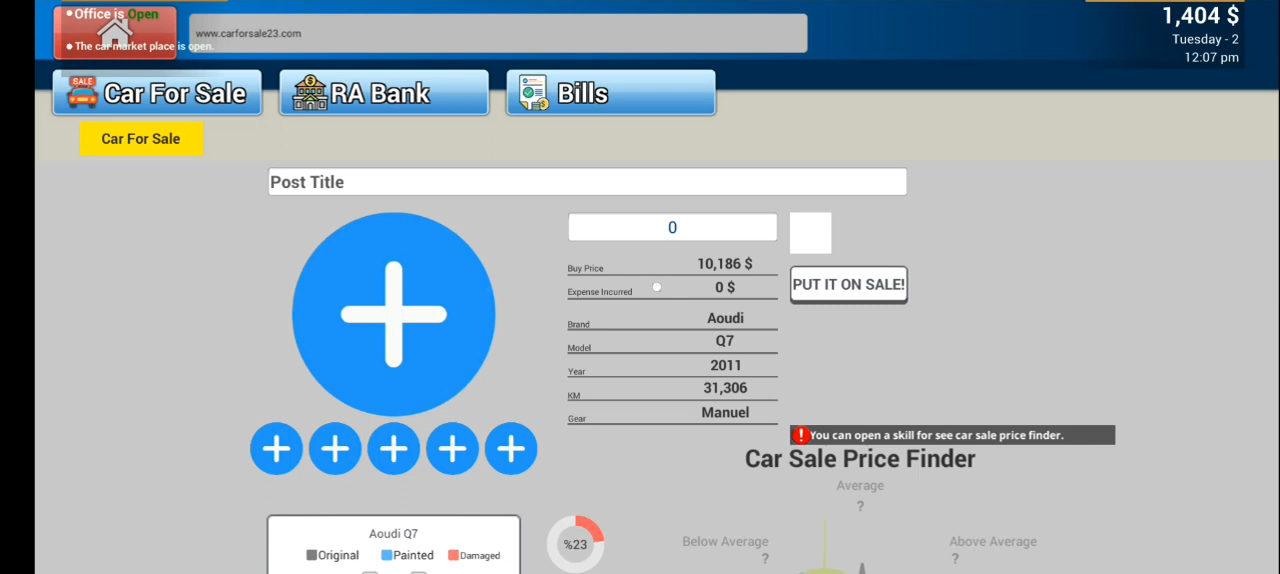 Office is Open
1,404 $
www.carforsale23.com
The car market place is open.
Tuesday - 2
12:07 pm
SALE
Car For Sale
RA Bank
Bills
Car For Sale
Post Title
0
Buy Price 10,186 $
PUT IT ON SALE!
Expense Incurred 0 $
Brand Aoudi
Model Q7
Year 2011
KM 31,306
Gear Manuel
You can open a skill for see car sale price finder.
Car Sale Price Finder
Average
?
Aoudi Q7
%23
Below Average
?
Above Average
?
Original Painted Damaged